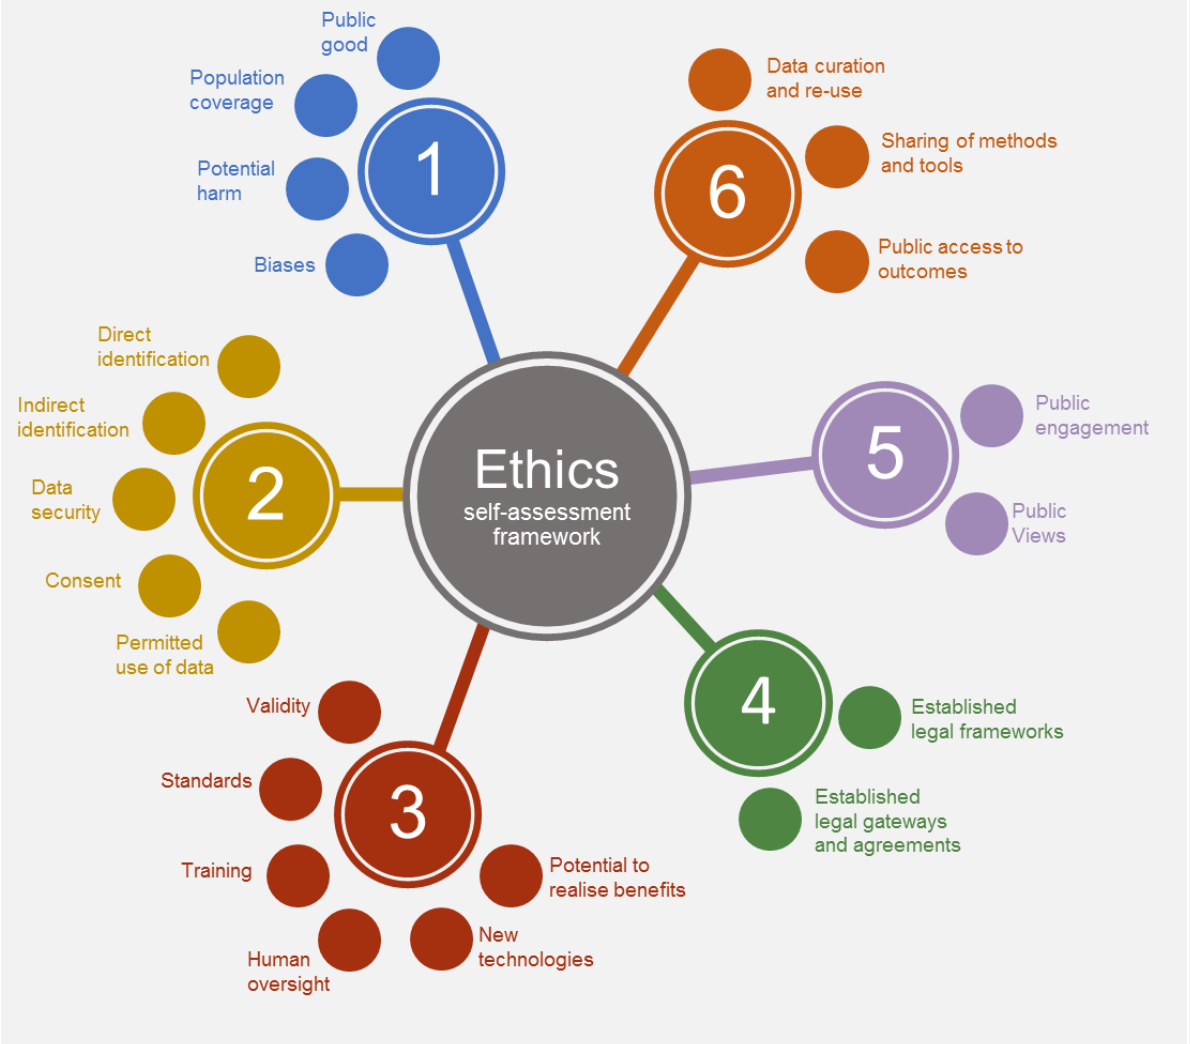 Ethics
self-assessment
framework
1
Public
good
Population
coverage
Potential
harm
Biases
2
Direct
identification
Indirect
identification
Data
security
Consent
Permitted
use of data
3
Validity
Standards
Training
Human
oversight
New
technologies
Potential to
realise benefits
4
Established
legal frameworks
Established
legal gateways
and agreements
5
Public
engagement
Public
Views
6
Data curation
and re-use
Sharing of methods
and tools
Public access to
outcomes